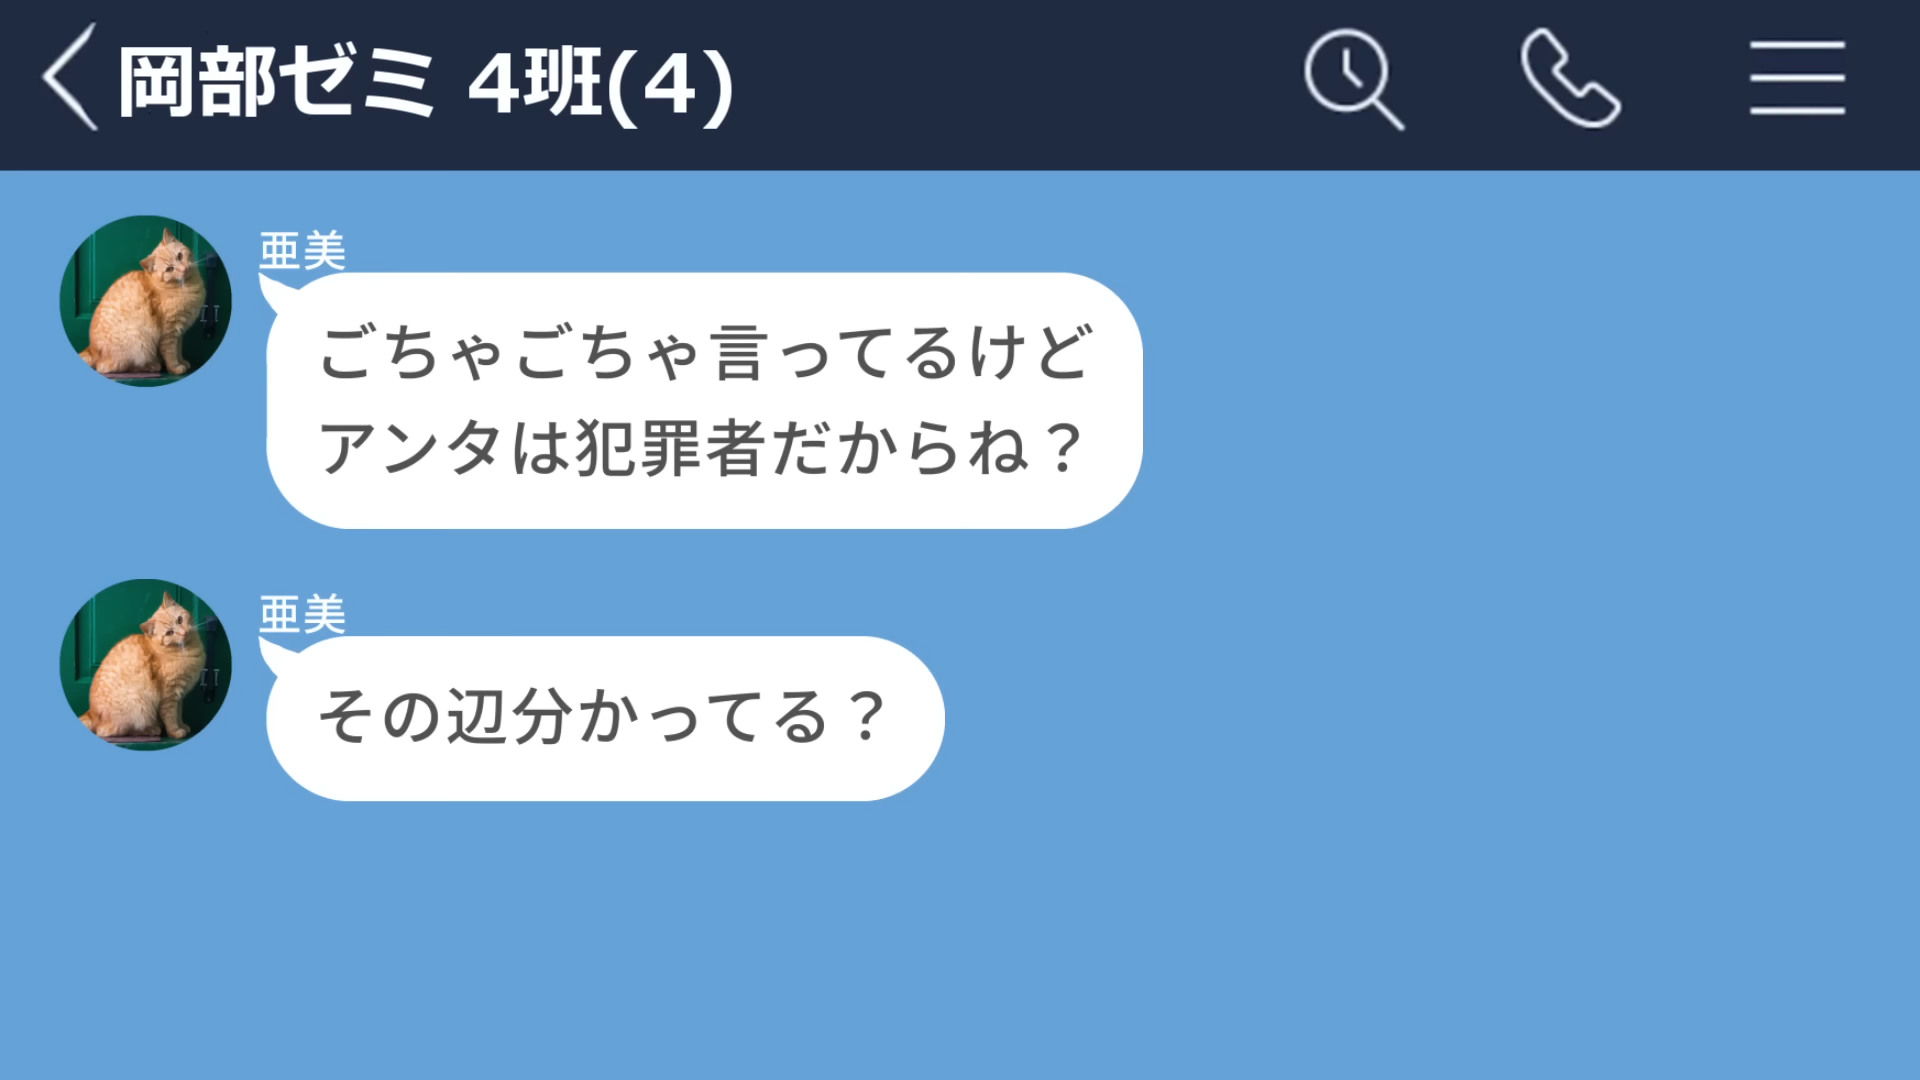 岡部ゼミ 4班(4)
亜美
ごちゃごちゃ言ってるけど
アンタは犯罪者だからね？
亜美
その辺分かってる？